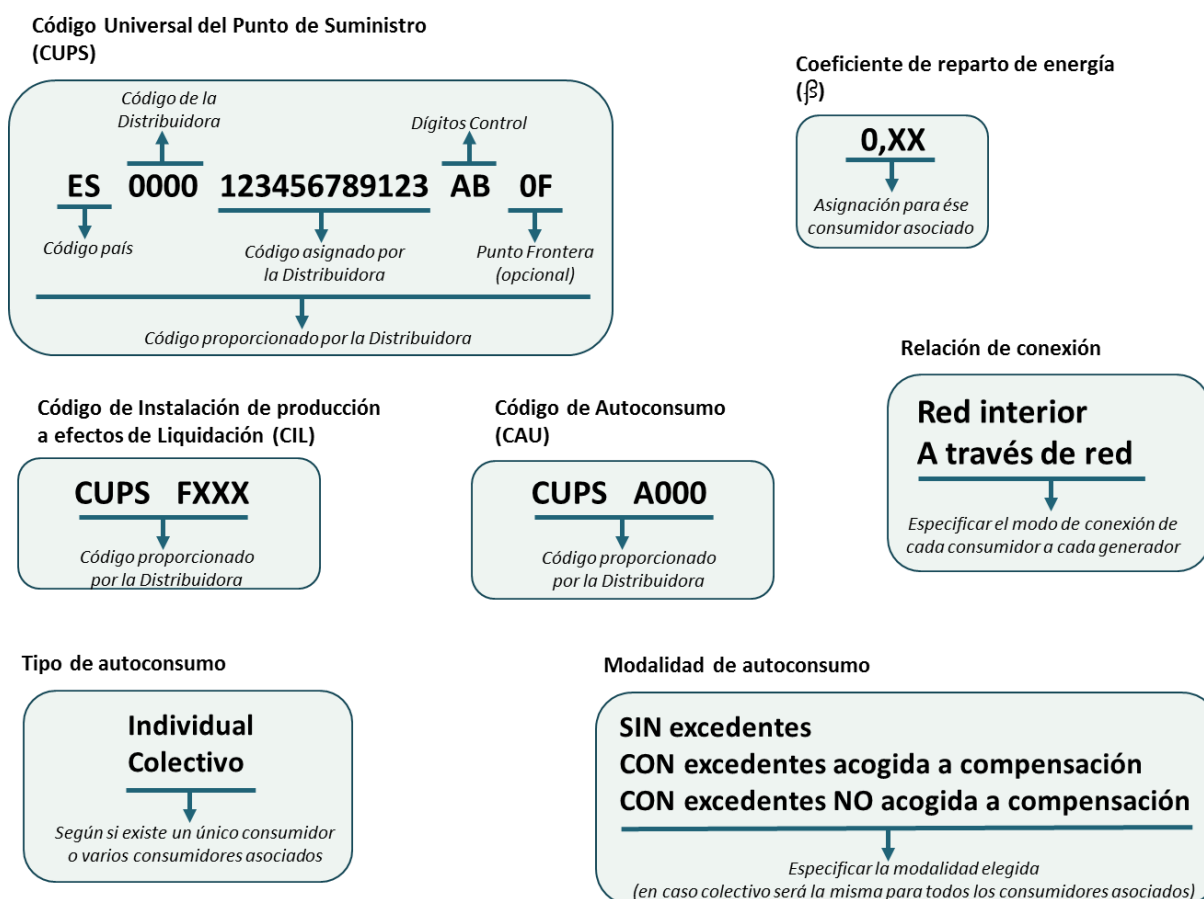 Código Universal del Punto de Suministro
(CUPS)
Código de la
Distribuidora
Dígitos Control
ES 0000 123456789123 AB 0F
Código país
Código asignado por
la Distribuidora
Punto Frontera
(opcional)
Código proporcionado por la Distribuidora
Coeficiente de reparto de energía
(β)
0,XX
Asignación para ése
consumidor asociado
Código de Instalación de producción
a efectos de Liquidación (CIL)
CUPS FXXX
Código proporcionado
por la Distribuidora
Código de Autoconsumo
(CAU)
CUPS A000
Código proporcionado
por la Distribuidora
Relación de conexión
Red interior
A través de red
Especificar el modo de conexión de
cada consumidor a cada generador
Tipo de autoconsumo
Individual
Colectivo
Según si existe un único consumidor
o varios consumidores asociados
Modalidad de autoconsumo
SIN excedentes
CON excedentes acogida a compensación
CON excedentes NO acogida a compensación
Especificar la modalidad elegida
(en caso colectivo será la misma para todos los consumidores asociados)